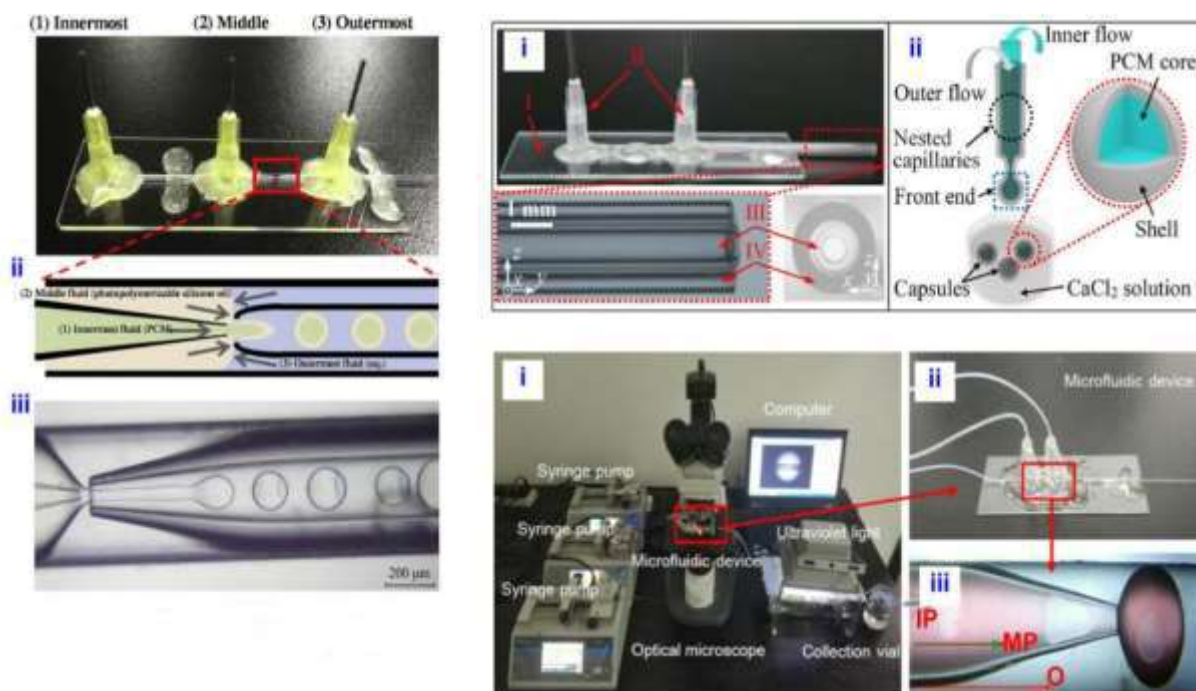 (1) Innermost (2) Middle (3) Outermost
ii
(2) Middle fluid (photopolymerizable silicone oil)
(1) Innermost fluid (PCM)
(3) Outermost fluid (aq.)
iii
200 μm
i
I
II
1 mm
III
IV
ii
Inner flow
PCM core
Outer flow
Nested
capillaries
Front end
Shell
Capsules
CaCl2 solution
i
Computer
Syringe pump
Syringe pump
Ultraviolet light
Microfluidic device
Syringe pump
Optical microscope
Collection vial
ii
Microfluidic device
iii
IP
MP
O